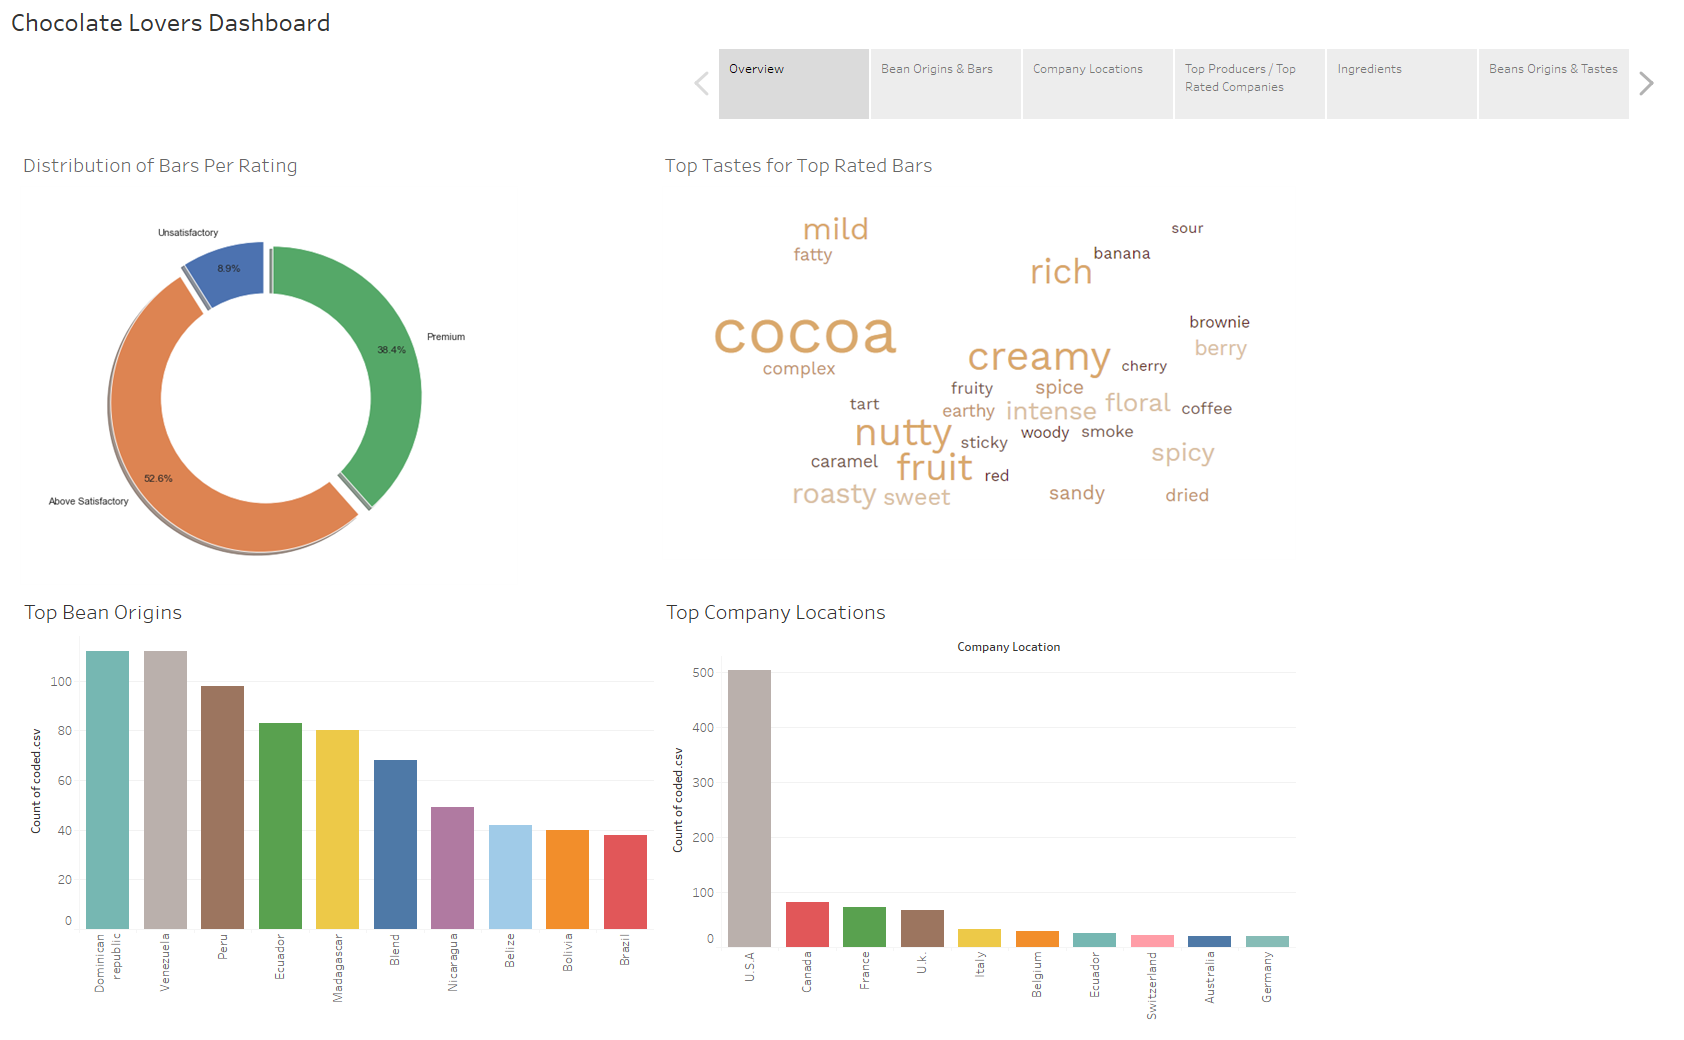 Chocolate Lovers Dashboard
Overview
Bean Origins & Bars
Company Locations
Top Producers / Top
Rated Companies
Ingredients
Beans Origins & Tastes
Distribution of Bars Per Rating
Unsatisfactory
8.9%
Premium
38.4%
52.6%
Above Satisfactory
Top Tastes for Top Rated Bars
mild
sour
fatty
banana
rich
cocoa
brownie
berry
creamy
complex
cherry
fruity
spice
tart
earthy
intense
floral
coffee
nutty
sticky
woody
smoke
spicy
caramel
fruit
red
roasty
sweet
sandy
dried
Top Bean Origins
Count of coded.csv
100
80
60
40
20
0
Dominican
republic
Venezuela
Peru
Ecuador
Madagascar
Blend
Nicaragua
Belize
Bolivia
Brazil
Top Company Locations
Company Location
Count of coded.csv
500
400
300
200
100
0
U.S.A
Canada
France
U.k.
Italy
Belgium
Ecuador
Switzerland
Australia
Germany